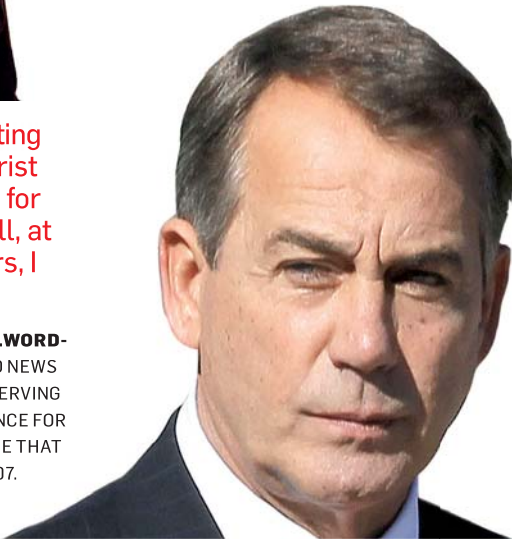 ting
rist
for
ll, at
rs, I
.WORD-
D NEWS
ERVING
NCE FOR
E THAT
07.